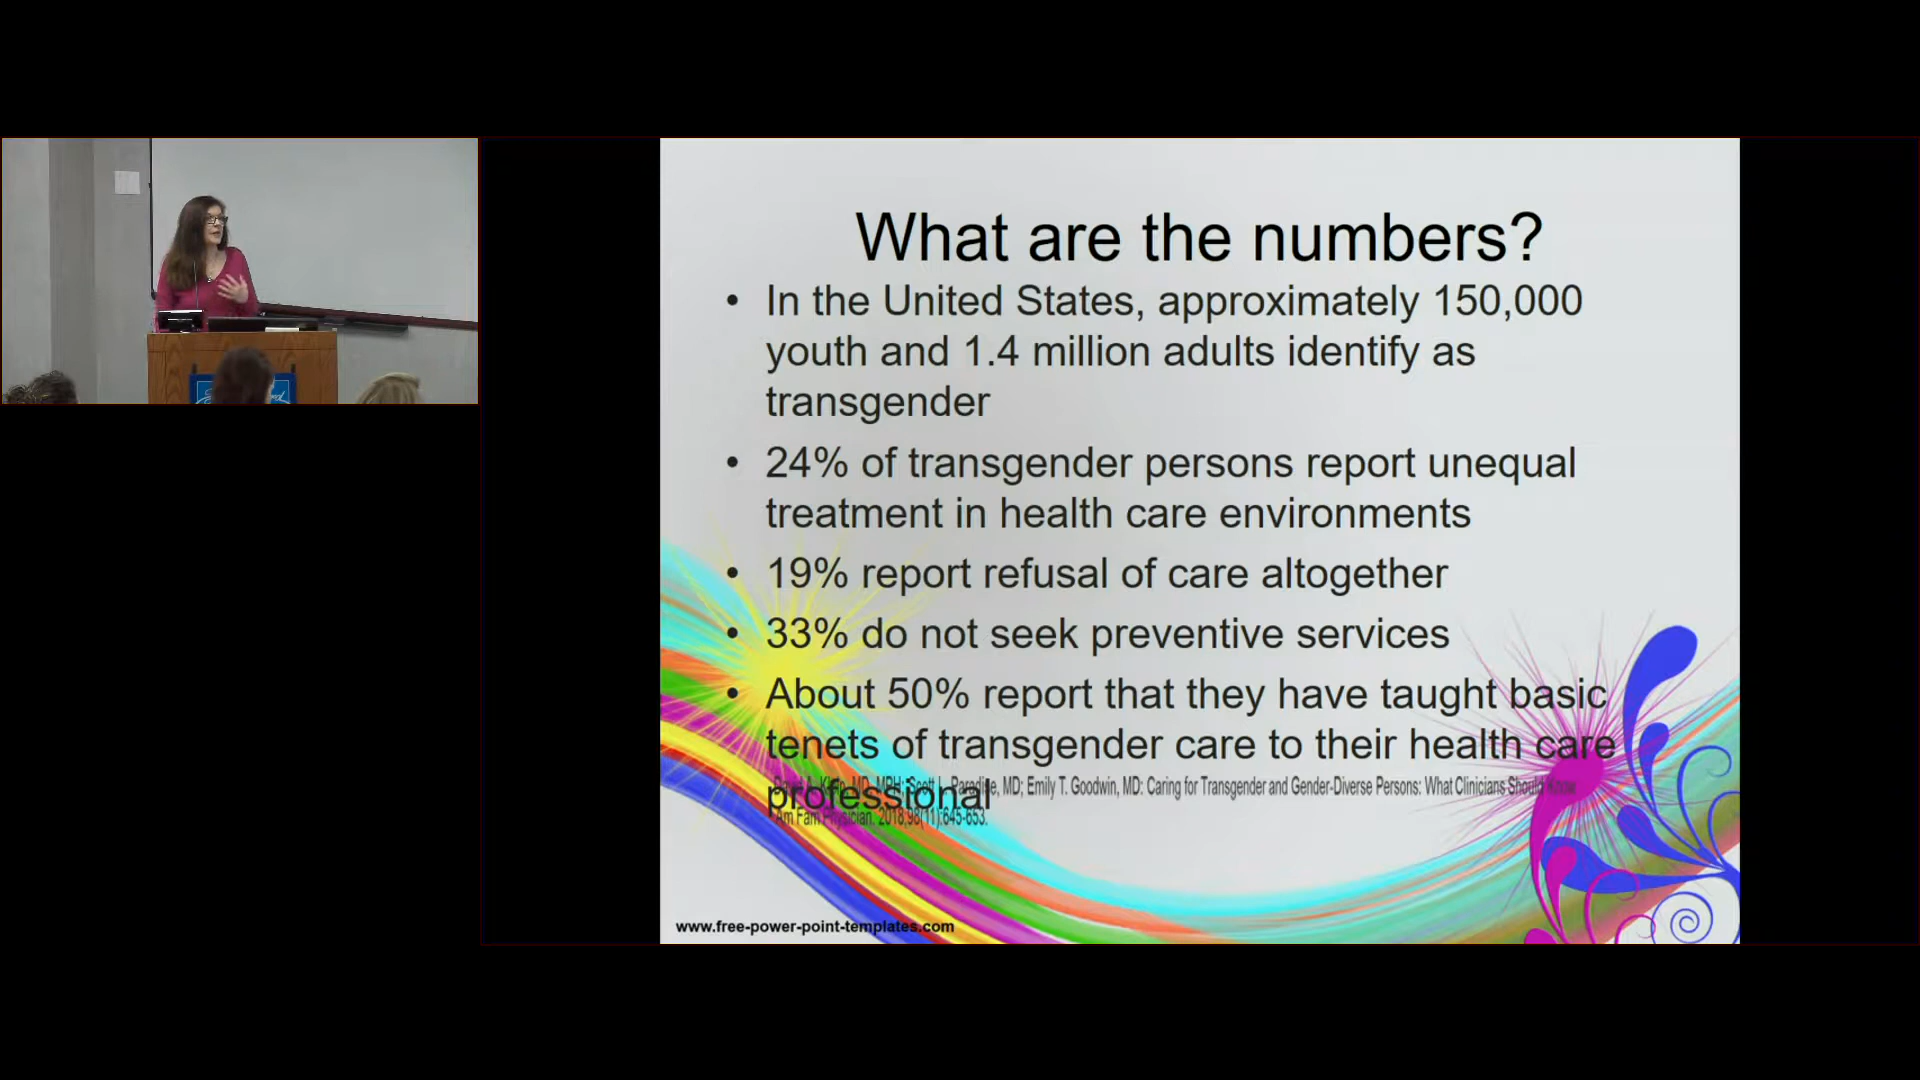 What are the numbers?
• In the United States, approximately 150,000
youth and 1.4 million adults identify as
transgender
• 24% of transgender persons report unequal
treatment in health care environments
• 19% report refusal of care altogether
• 33% do not seek preventive services
• About 50% report that they have taught basic
tenets of transgender care to their health care
professional
MD, MPH; Scott L. Paradise, MD; Emily T. Goodwin, MD: Caring for Transgender and Gender-Diverse Persons: What Clinicians Should Know
Am Fam Physician. 2018;98(11):645-653.
www.free-power-point-templates.com